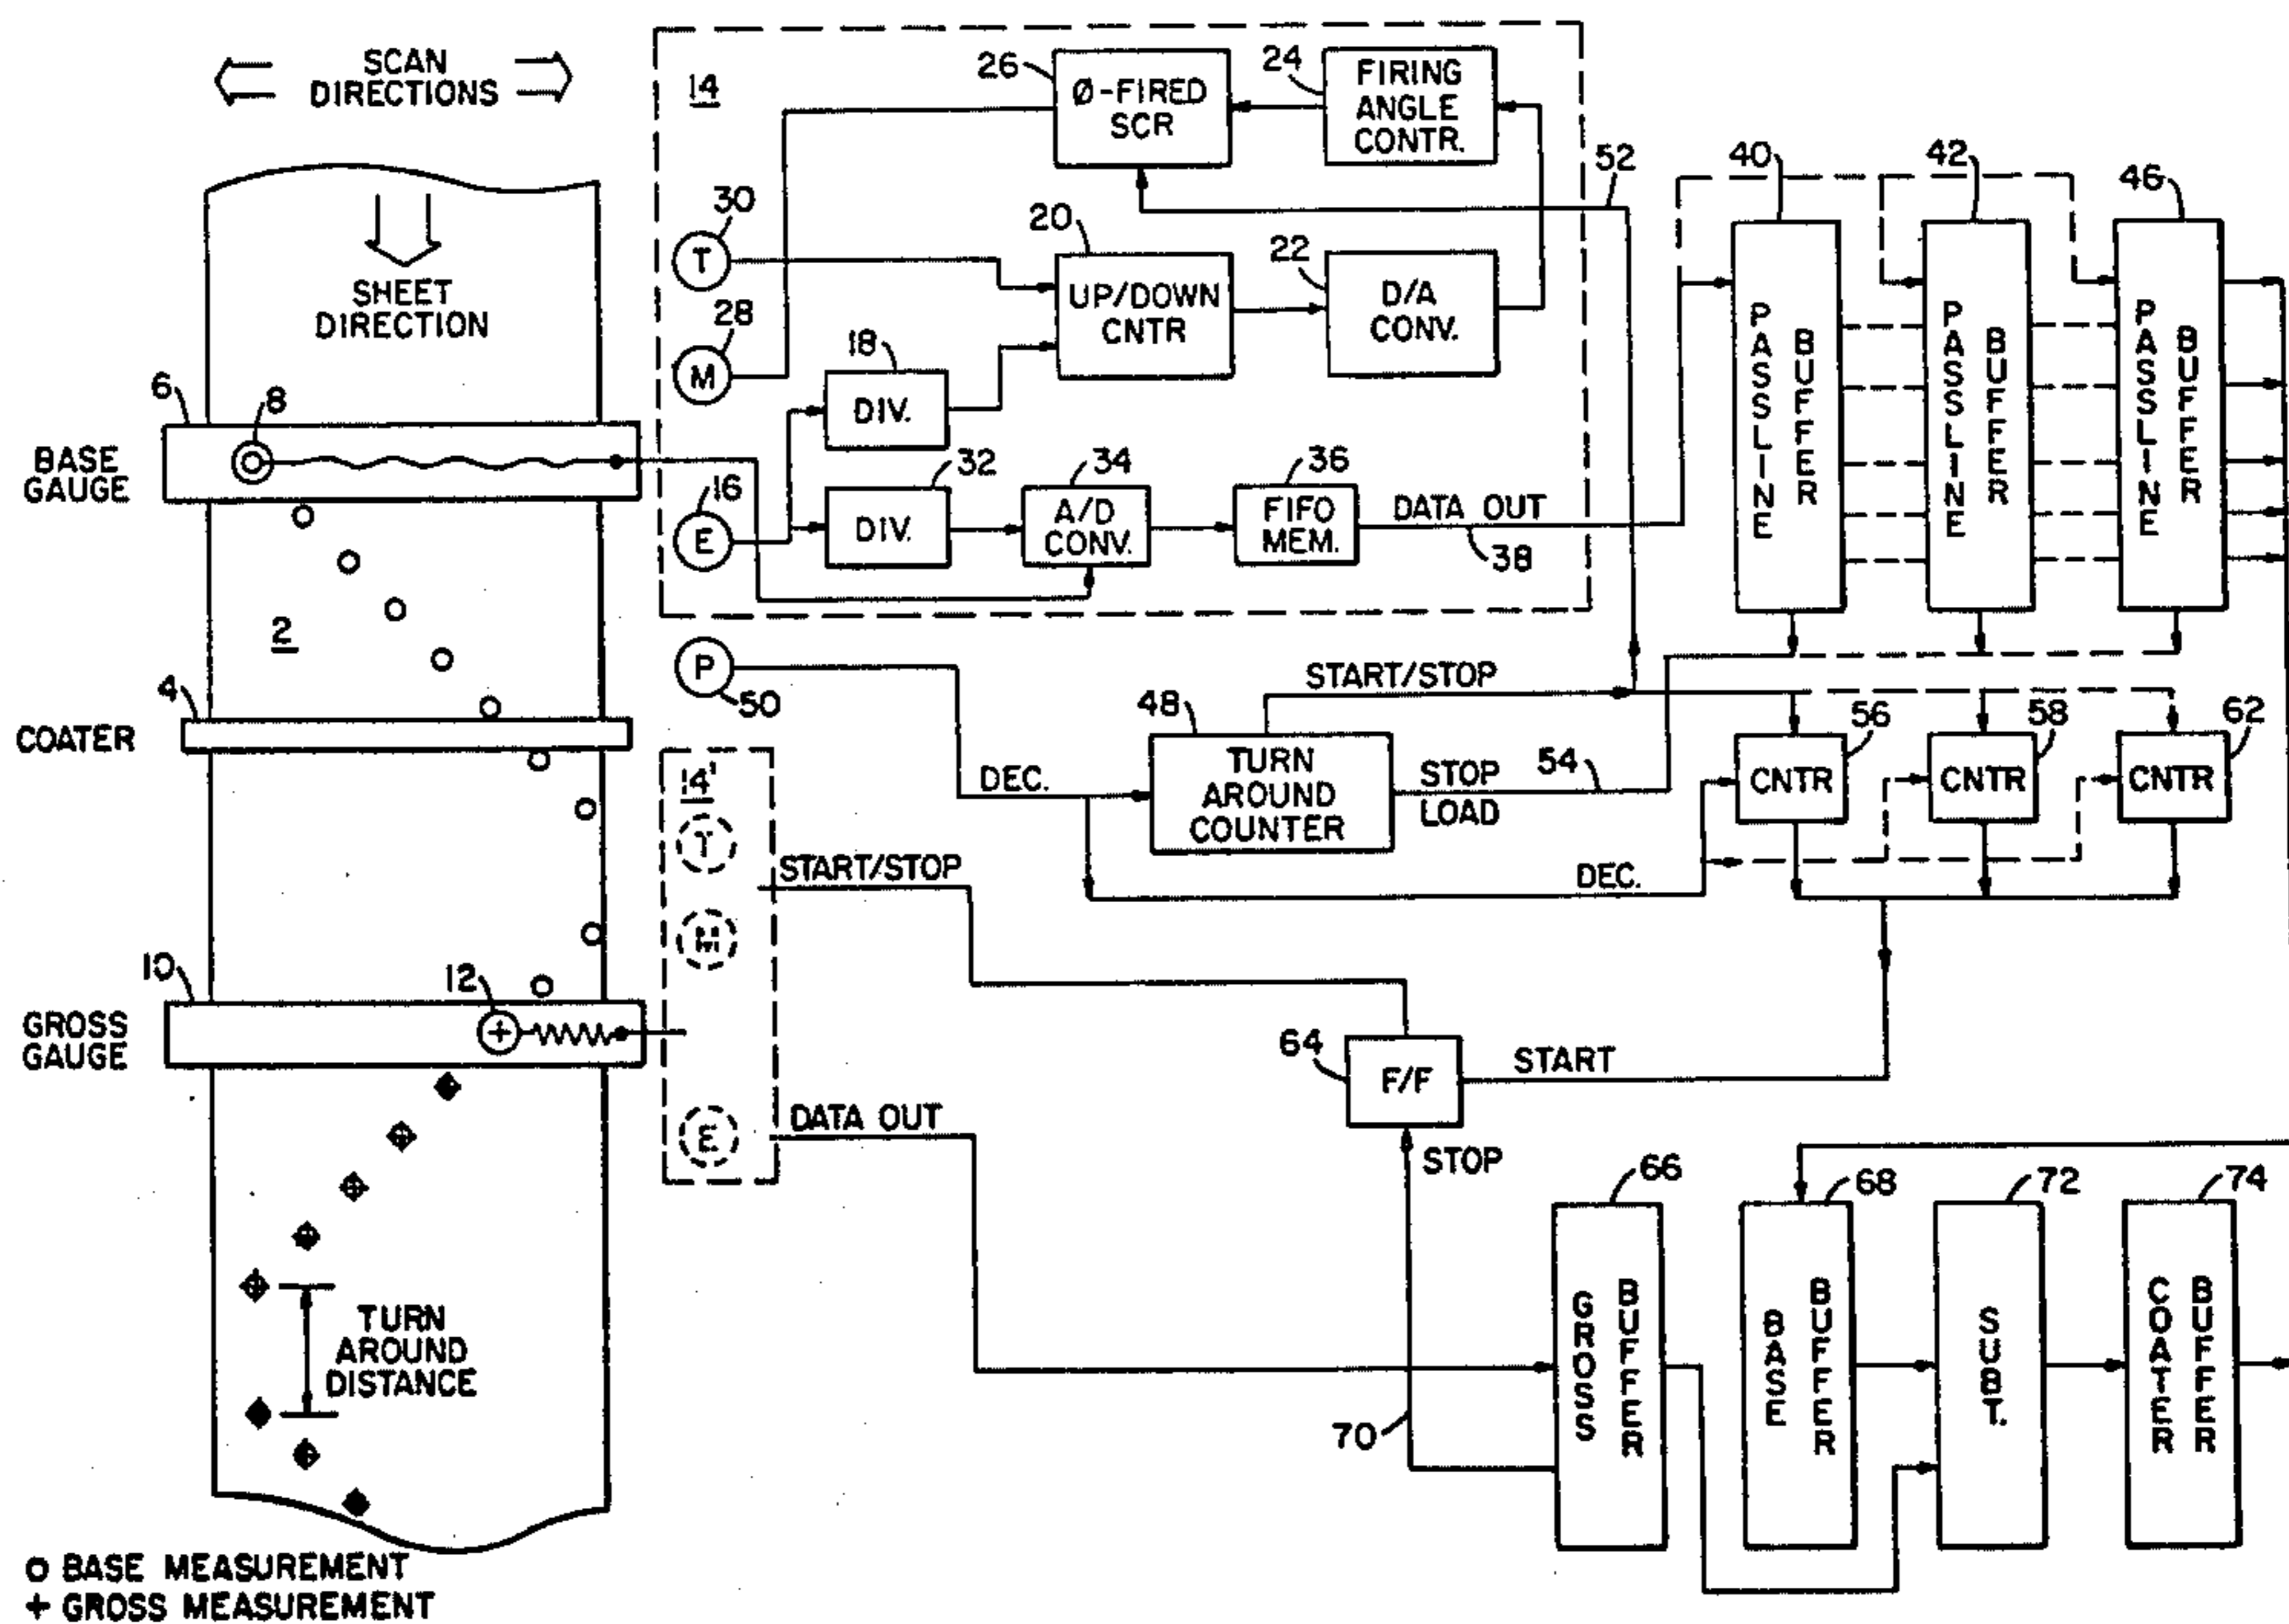 SCAN
DIRECTIONS
SHEET
DIRECTION
6
8
BASE
GAUGE
2
4
COATER
10
12
GROSS
GAUGE
TURN
AROUND
DISTANCE
O BASE MEASUREMENT
+ GROSS MEASUREMENT
14
26
Ø-FIRED
SCR
24
FIRING
ANGLE
CONTR.
52
30
T
28
M
20
UP/DOWN
CNTR
22
D/A
CONV.
18
DIV.
16
E
32
DIV.
34
A/D
CONV.
36
FIFO
MEM.
DATA OUT
38
40
PASSLINE
BUFFER
42
PASSLINE
BUFFER
46
PASSLINE
BUFFER
P
50
START/STOP
48
TURN
AROUND
COUNTER
DEC.
STOP
LOAD
54
56
CNTR
58
CNTR
62
CNTR
DEC.
14'
T
M
E
START/STOP
DATA OUT
64
F/F
START
STOP
70
66
GROSS
BUFFER
68
BASE
BUFFER
72
SUBT.
74
COATER
BUFFER